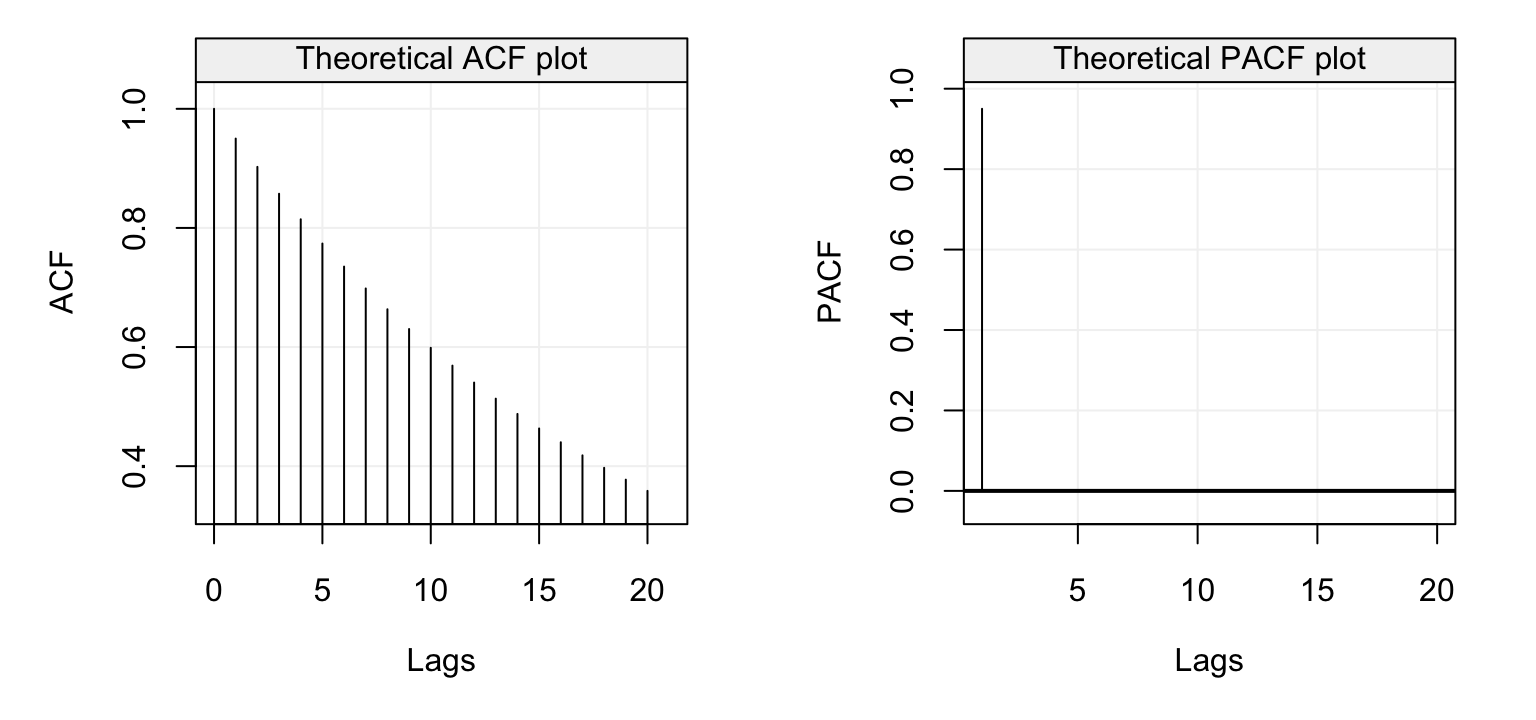 Theoretical ACF plot
ACF
1.0
0.8
0.6
0.4
0 5 10 15 20
Lags
Theoretical PACF plot
PACF
1.0
0.8
0.6
0.4
0.2
0.0
5 10 15 20
Lags